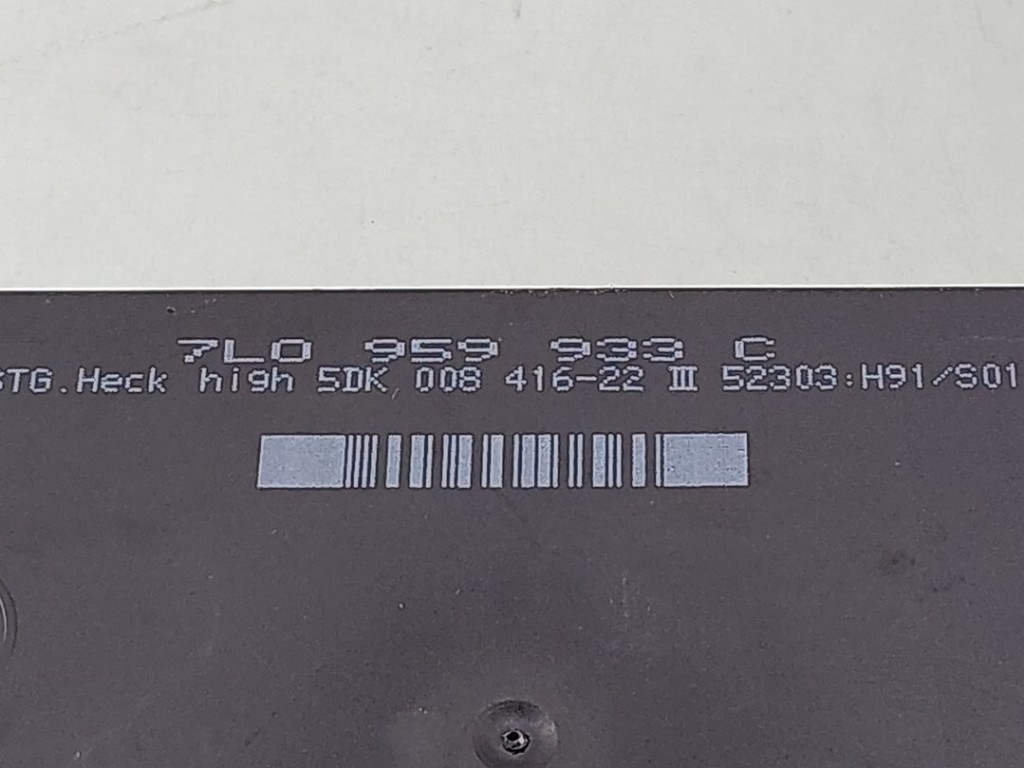 7L0 959 933 C
STG.Heck high 5DK 008 416-22 III 52303:H91/S01